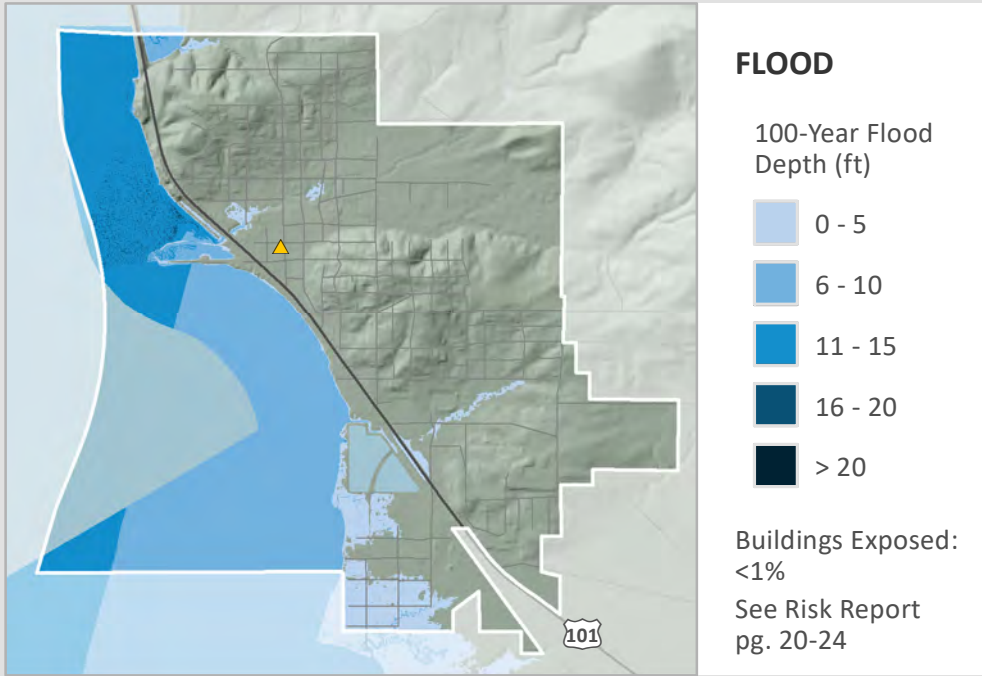 FLOOD
100-Year Flood
Depth (ft)
0 - 5
6 - 10
11 - 15
16 - 20
> 20
Buildings Exposed:
<1%
See Risk Report
pg. 20-24
101